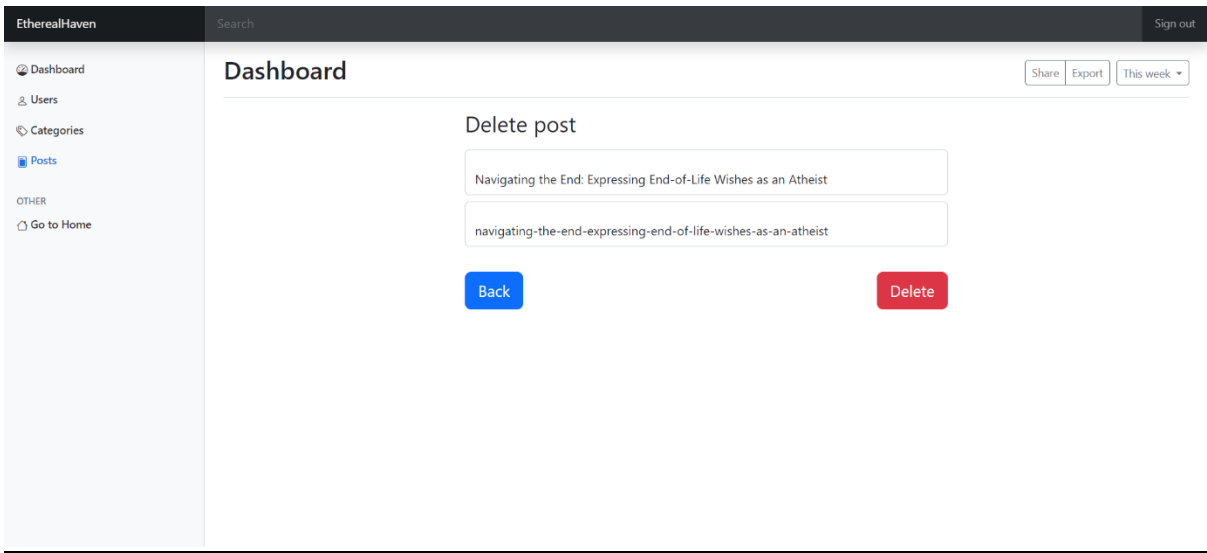 EtherealHaven Search Sign out
Dashboard
Users
Categories
Posts
OTHER
Go to Home
Dashboard
Share Export This week
Delete post
Navigating the End: Expressing End-of-Life Wishes as an Atheist
navigating-the-end-expressing-end-of-life-wishes-as-an-atheist
Back Delete